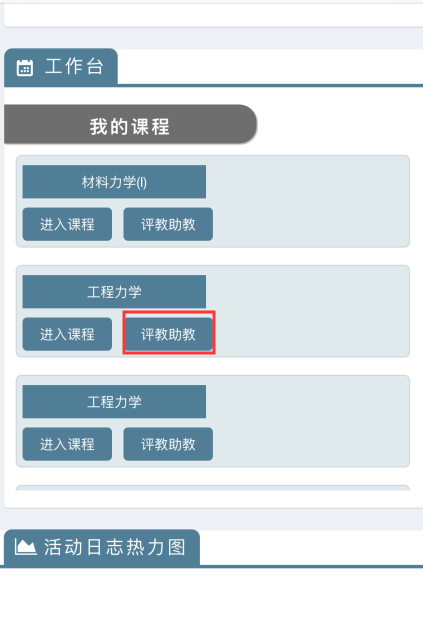 工作台
我的课程
材料力学(I)
进入课程 评教助教
工程力学
进入课程 评教助教
工程力学
进入课程 评教助教
活动日志热力图